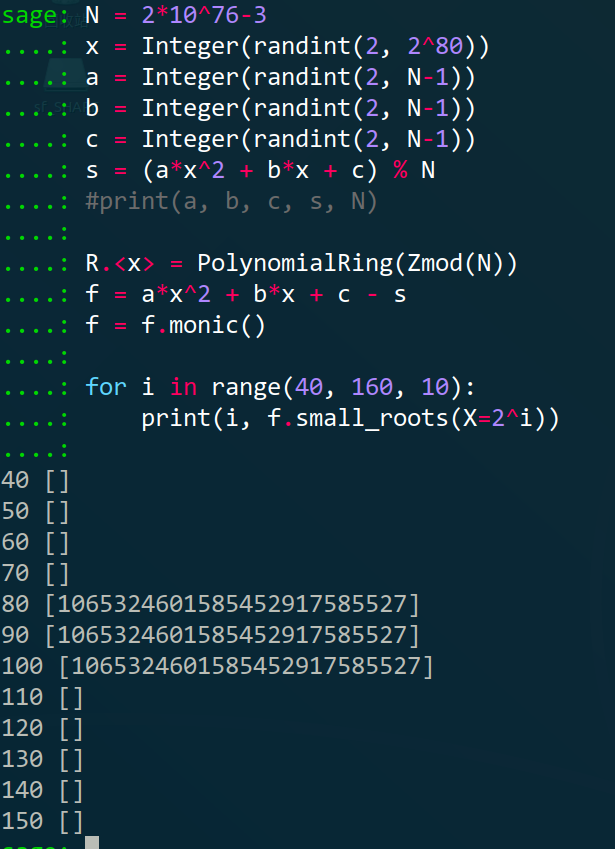 sage: N = 2*10^76-3
....: x = Integer(randint(2, 2^80))
....: a = Integer(randint(2, N-1))
....: b = Integer(randint(2, N-1))
....: c = Integer(randint(2, N-1))
....: s = (a*x^2 + b*x + c) % N
....: #print(a, b, c, s, N)
....:
....: R.<x> = PolynomialRing(Zmod(N))
....: f = a*x^2 + b*x + c - s
....: f = f.monic()
....:
....: for i in range(40, 160, 10):
....:     print(i, f.small_roots(X=2^i))
....:
40 []
50 []
60 []
70 []
80 [1065324601585452917585527]
90 [1065324601585452917585527]
100 [1065324601585452917585527]
110 []
120 []
130 []
140 []
150 []